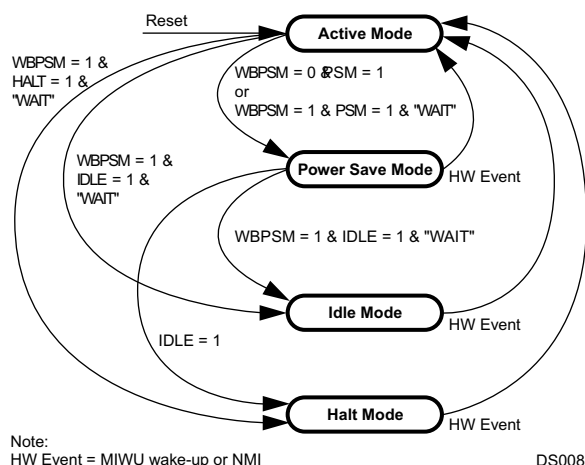 Reset
Active Mode
WBPSM = 1 &
HALT = 1 &
"WAIT"
WBPSM = 0 & PSM = 1
or
WBPSM = 1 & PSM = 1 & "WAIT"
WBPSM = 1 &
IDLE = 1 &
"WAIT"
Power Save Mode
HW Event
WBPSM = 1 & IDLE = 1 & "WAIT"
Idle Mode
HW Event
IDLE = 1
Halt Mode
HW Event
Note:
HW Event = MIWU wake-up or NMI
DS008